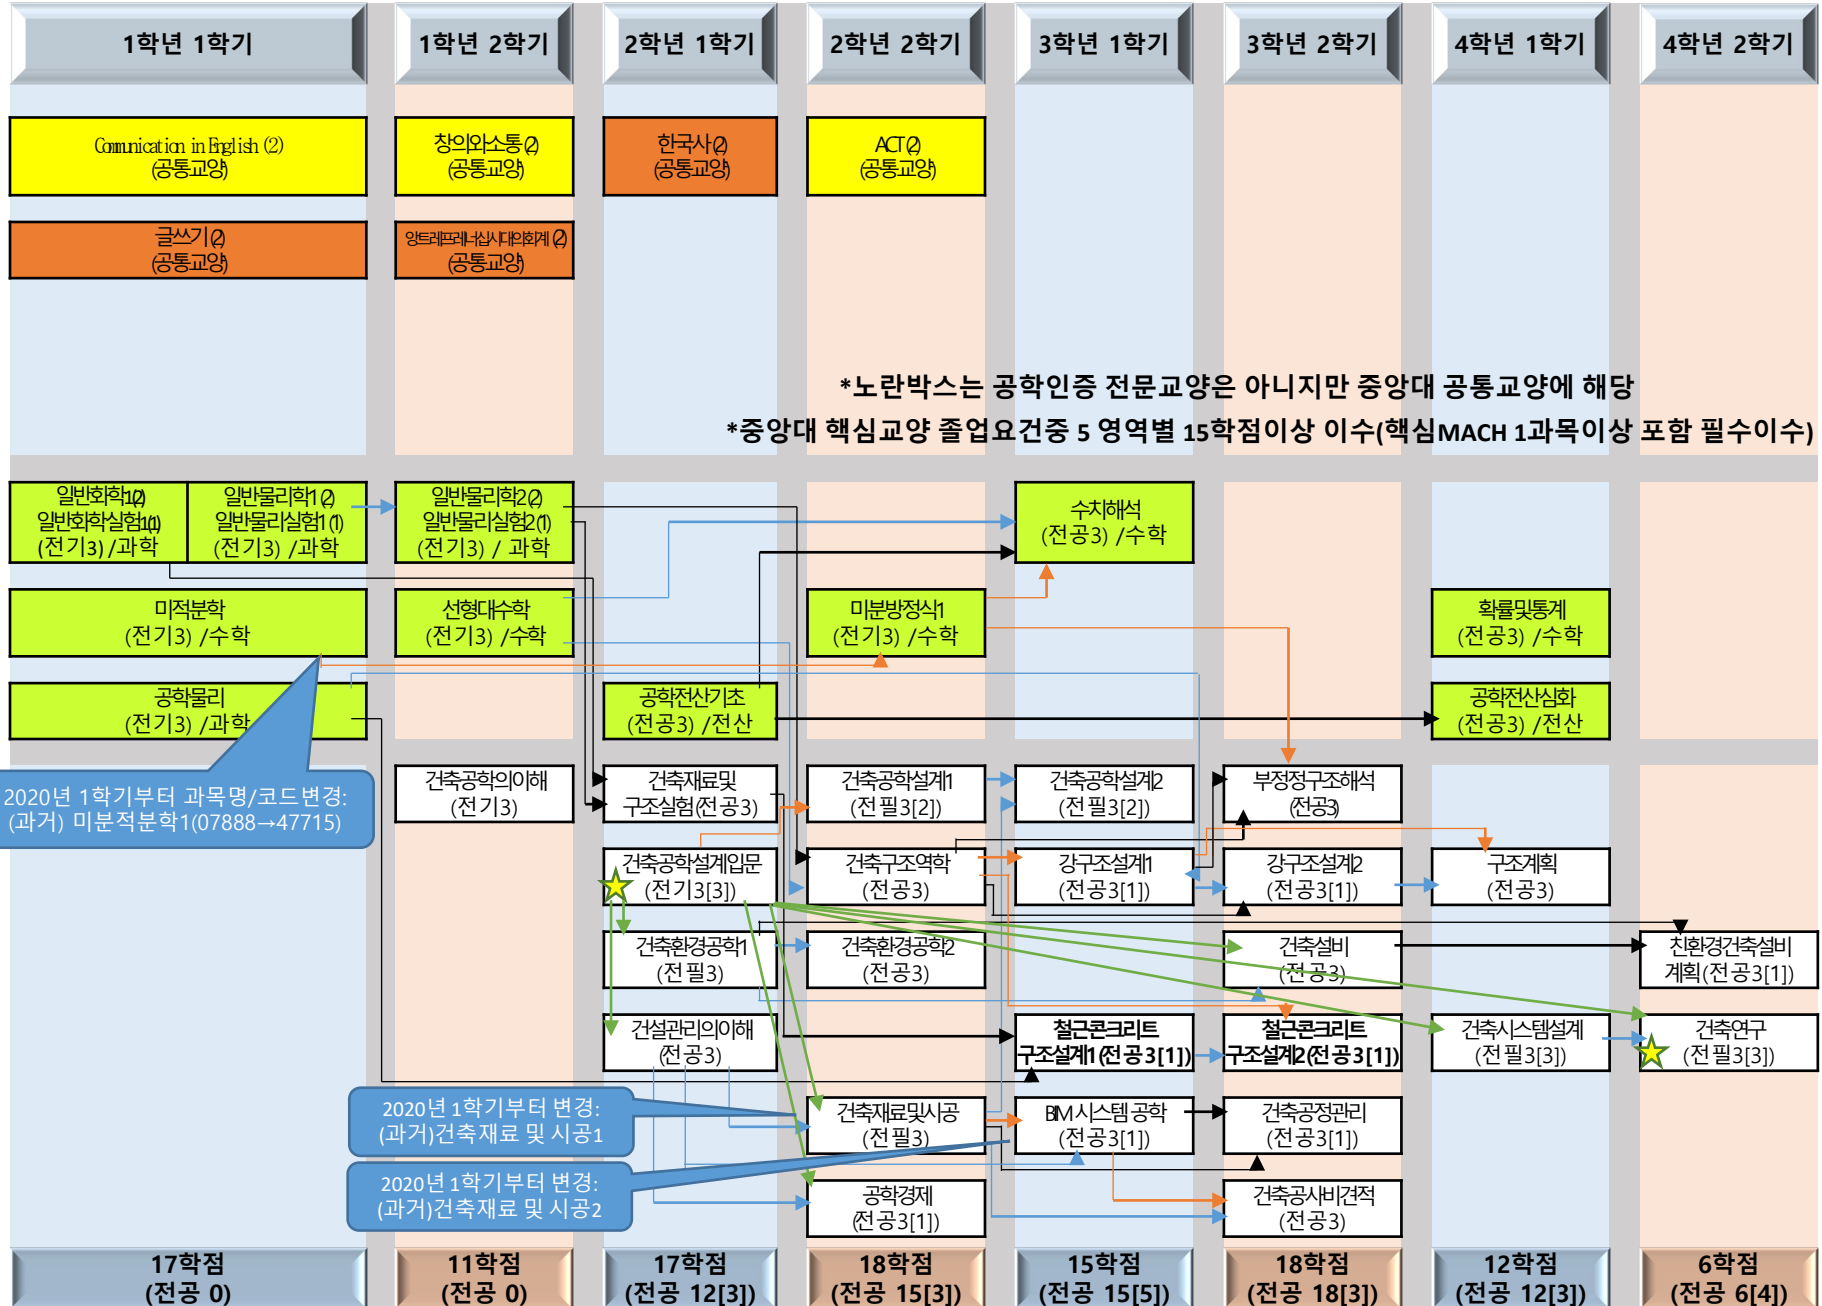 1학년 1학기
1학년 2학기
2학년 1학기
2학년 2학기
3학년 1학기
3학년 2학기
4학년 1학기
4학년 2학기
Communication in English (2)
(공통교양)
창의와소통(2)
(공통교양)
한국사(2)
(공통교양)
ACT(2)
(공통교양)
글쓰기(2)
(공통교양)
앙트레프레너십시대의회계(2)
(공통교양)
*노란박스는 공학인증 전문교양은 아니지만 중앙대 공통교양에 해당
*중앙대 핵심교양 졸업요건중 5 영역별 15학점이상 이수(핵심MACH 1과목이상 포함 필수이수)
일반화학1(2)
일반화학실험1(1)
(전기3) /과학
일반물리학1(2)
일반물리실험1(1)
(전기3) /과학
일반물리학2(2)
일반물리실험2(1)
(전기3) / 과학
수치해석
(전공3) /수학
미적분학
(전기3) /수학
선형대수학
(전기3) /수학
미분방정식1
(전기3) /수학
확률및통계
(전공3) /수학
공학물리
(전기3) /과학
공학전산기초
(전공3) /전산
공학전산심화
(전공3) /전산
2020년 1학기부터 과목명/코드변경:
(과거) 미분적분학1(07888→47715)
건축공학의이해
(전기3)
건축재료및
구조실험(전공3)
건축공학설계1
(전필3[2])
건축공학설계2
(전필3[2])
부정정구조해석
(전공3)
건축공학설계입문
(전기3[3])
건축구조역학
(전공3)
강구조설계1
(전공3[1])
강구조설계2
(전공3[1])
구조계획
(전공3)
건축환경공학1
(전필3)
건축환경공학2
(전공3)
건축설비
(전공3)
친환경건축설비
계획(전공3[1])
건설관리의이해
(전공3)
철근콘크리트
구조설계1(전공3[1])
철근콘크리트
구조설계2(전공3[1])
건축시스템설계
(전필3[3])
건축연구
(전필3[3])
2020년 1학기부터 변경:
(과거)건축재료 및 시공1
건축재료및시공
(전필3)
BIM시스템공학
(전공3[1])
건축공정관리
(전공3[1])
2020년 1학기부터 변경:
(과거)건축재료 및 시공2
공학경제
(전공3[1])
건축공사비견적
(전공3)
17학점
(전공 0)
11학점
(전공 0)
17학점
(전공 12[3])
18학점
(전공 15[3])
15학점
(전공 15[5])
18학점
(전공 18[3])
12학점
(전공 12[3])
6학점
(전공 6[4])